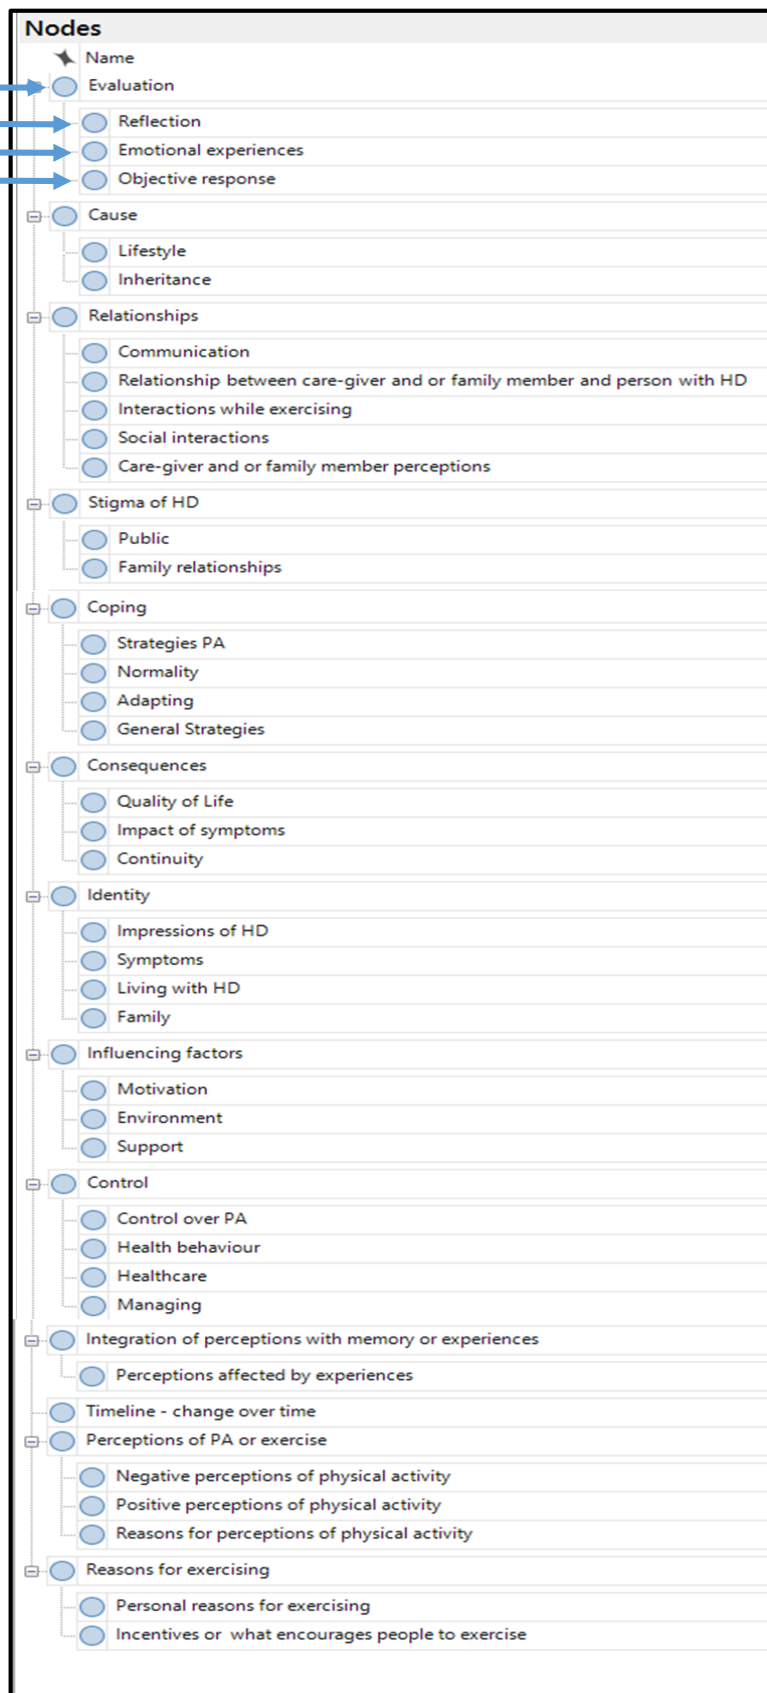 Nodes
Name
Evaluation
Reflection
Emotional experiences
Objective response
Cause
Lifestyle
Inheritance
Relationships
Communication
Relationship between care-giver and or family member and person with HD
Interactions while exercising
Social interactions
Care-giver and or family member perceptions
Stigma of HD
Public
Family relationships
Coping
Strategies PA
Normality
Adapting
General Strategies
Consequences
Quality of Life
Impact of symptoms
Continuity
Identity
Impressions of HD
Symptoms
Living with HD
Family
Influencing factors
Motivation
Environment
Support
Control
Control over PA
Health behaviour
Healthcare
Managing
Integration of perceptions with memory or experiences
Perceptions affected by experiences
Timeline - change over time
Perceptions of PA or exercise
Negative perceptions of physical activity
Positive perceptions of physical activity
Reasons for perceptions of physical activity
Reasons for exercising
Personal reasons for exercising
Incentives or what encourages people to exercise